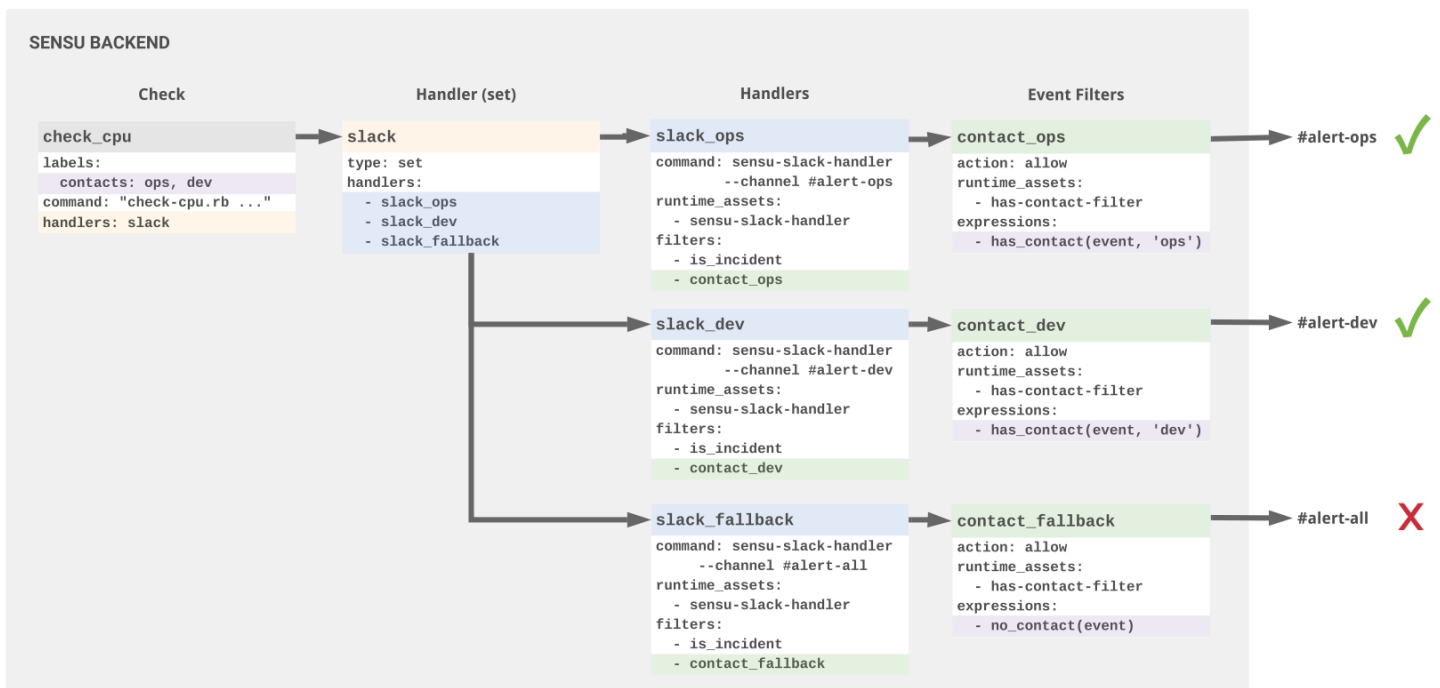 SENSU BACKEND
Check
Handler (set)
Handlers
Event Filters
check_cpu
labels:
contacts: ops, dev
command: "check-cpu.rb ..."
handlers: slack
slack
type: set
handlers:
- slack_ops
- slack_dev
- slack_fallback
slack_ops
command: sensu-slack-handler
--channel #alert-ops
runtime_assets:
- sensu-slack-handler
filters:
- is_incident
- contact_ops
contact_ops
action: allow
runtime_assets:
- has-contact-filter
expressions:
- has_contact(event, 'ops')
#alert-ops
slack_dev
command: sensu-slack-handler
--channel #alert-dev
runtime_assets:
- sensu-slack-handler
filters:
- is_incident
- contact_dev
contact_dev
action: allow
runtime_assets:
- has-contact-filter
expressions:
- has_contact(event, 'dev')
#alert-dev
slack_fallback
command: sensu-slack-handler
--channel #alert-all
runtime_assets:
- sensu-slack-handler
filters:
- is_incident
- contact_fallback
contact_fallback
action: allow
runtime_assets:
- has-contact-filter
expressions:
- no_contact(event)
#alert-all